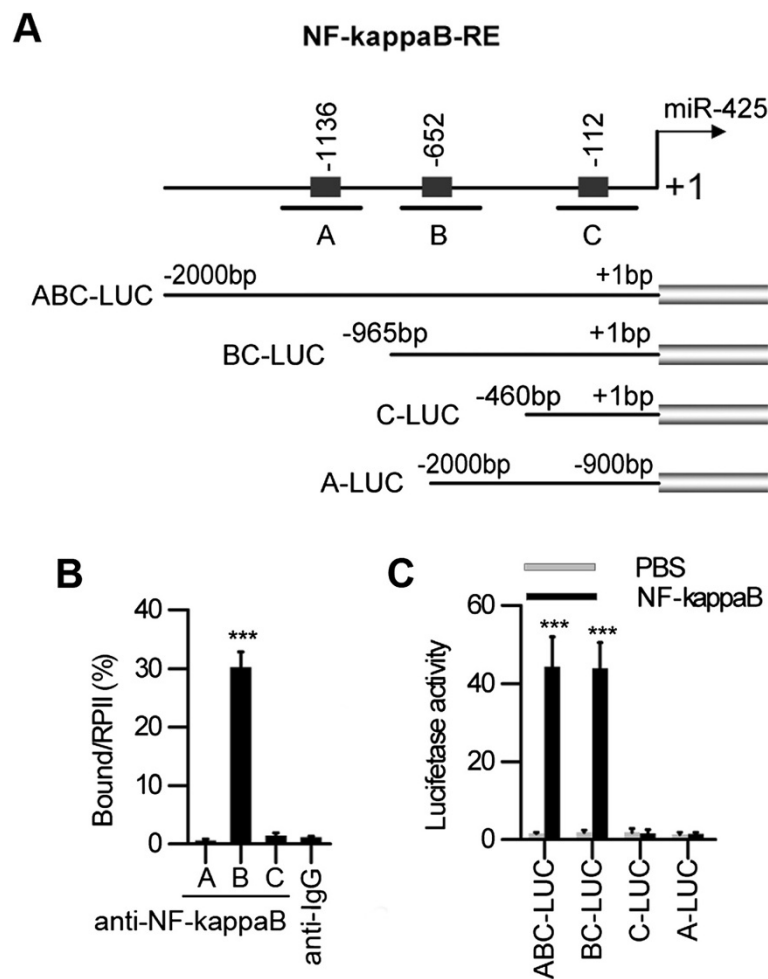 A
NF-kappaB-RE
-1136
-652
-112
miR-425
+1
A
B
C
-2000bp
+1bp
ABC-LUC
-965bp
+1bp
BC-LUC
-460bp
+1bp
C-LUC
-2000bp
-900bp
A-LUC
B
40
30
20
10
0
Bound/RPII (%)
***
A
B
C
anti-IgG
anti-NF-kappaB
C
PBS
NF-kappaB
60
40
20
0
Lucifetase activity
***
***
ABC-LUC
BC-LUC
C-LUC
A-LUC